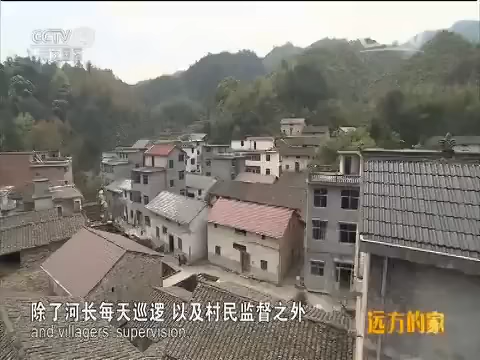 CCTV
除了河长每天巡逻 以及村民监督之外
and villagers' supervision.
远方的家